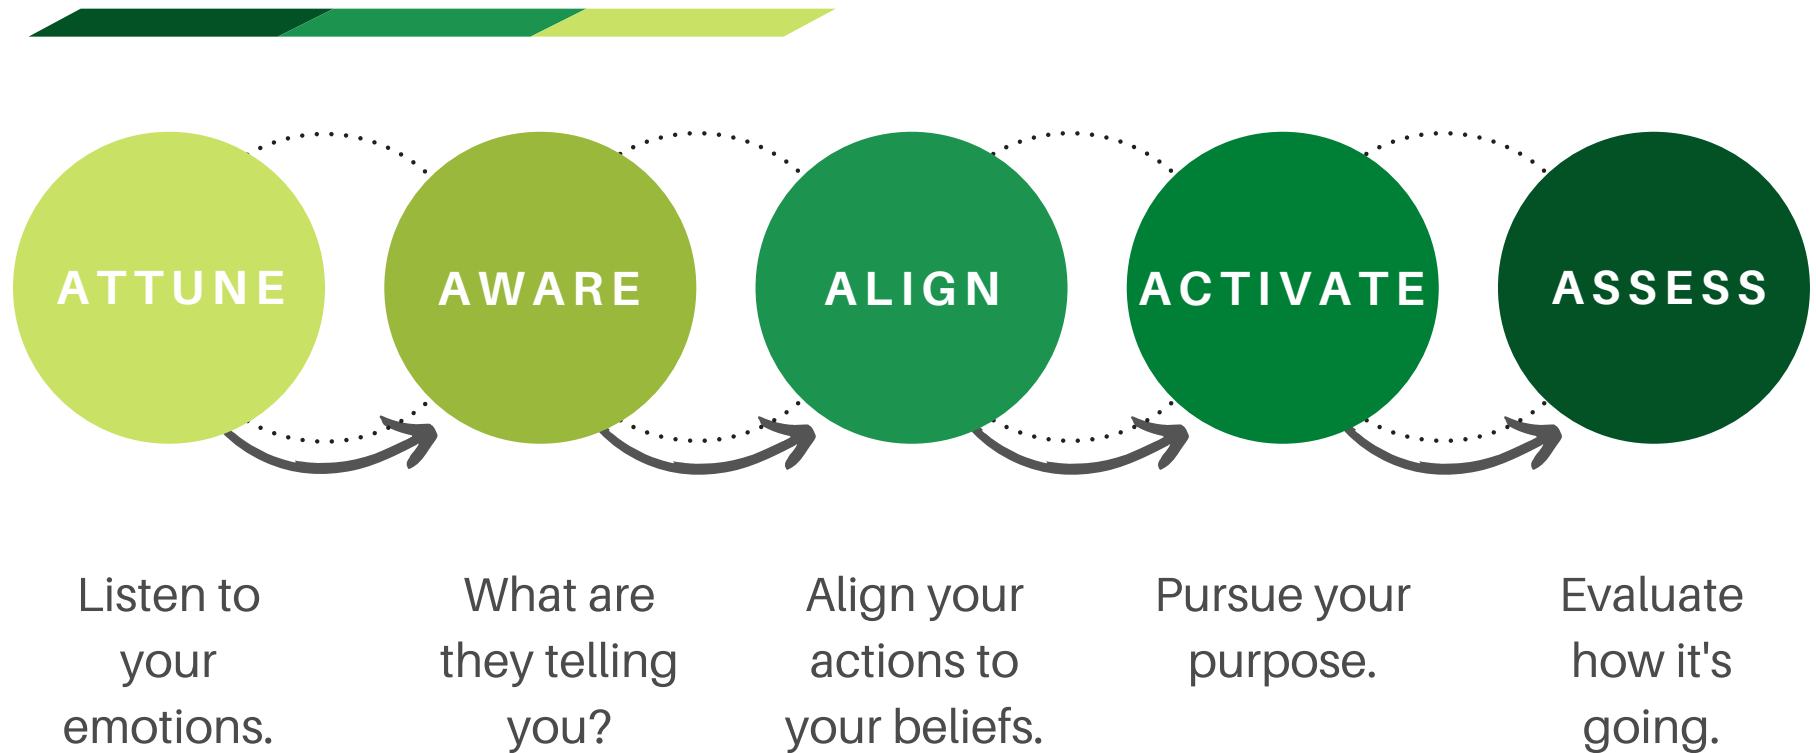 ATTUNE
AWARE
ALIGN
ACTIVATE
ASSESS
Listen to
your
emotions.
What are
they telling
you?
Align your
actions to
your beliefs.
Pursue your
purpose.
Evaluate
how it's
going.